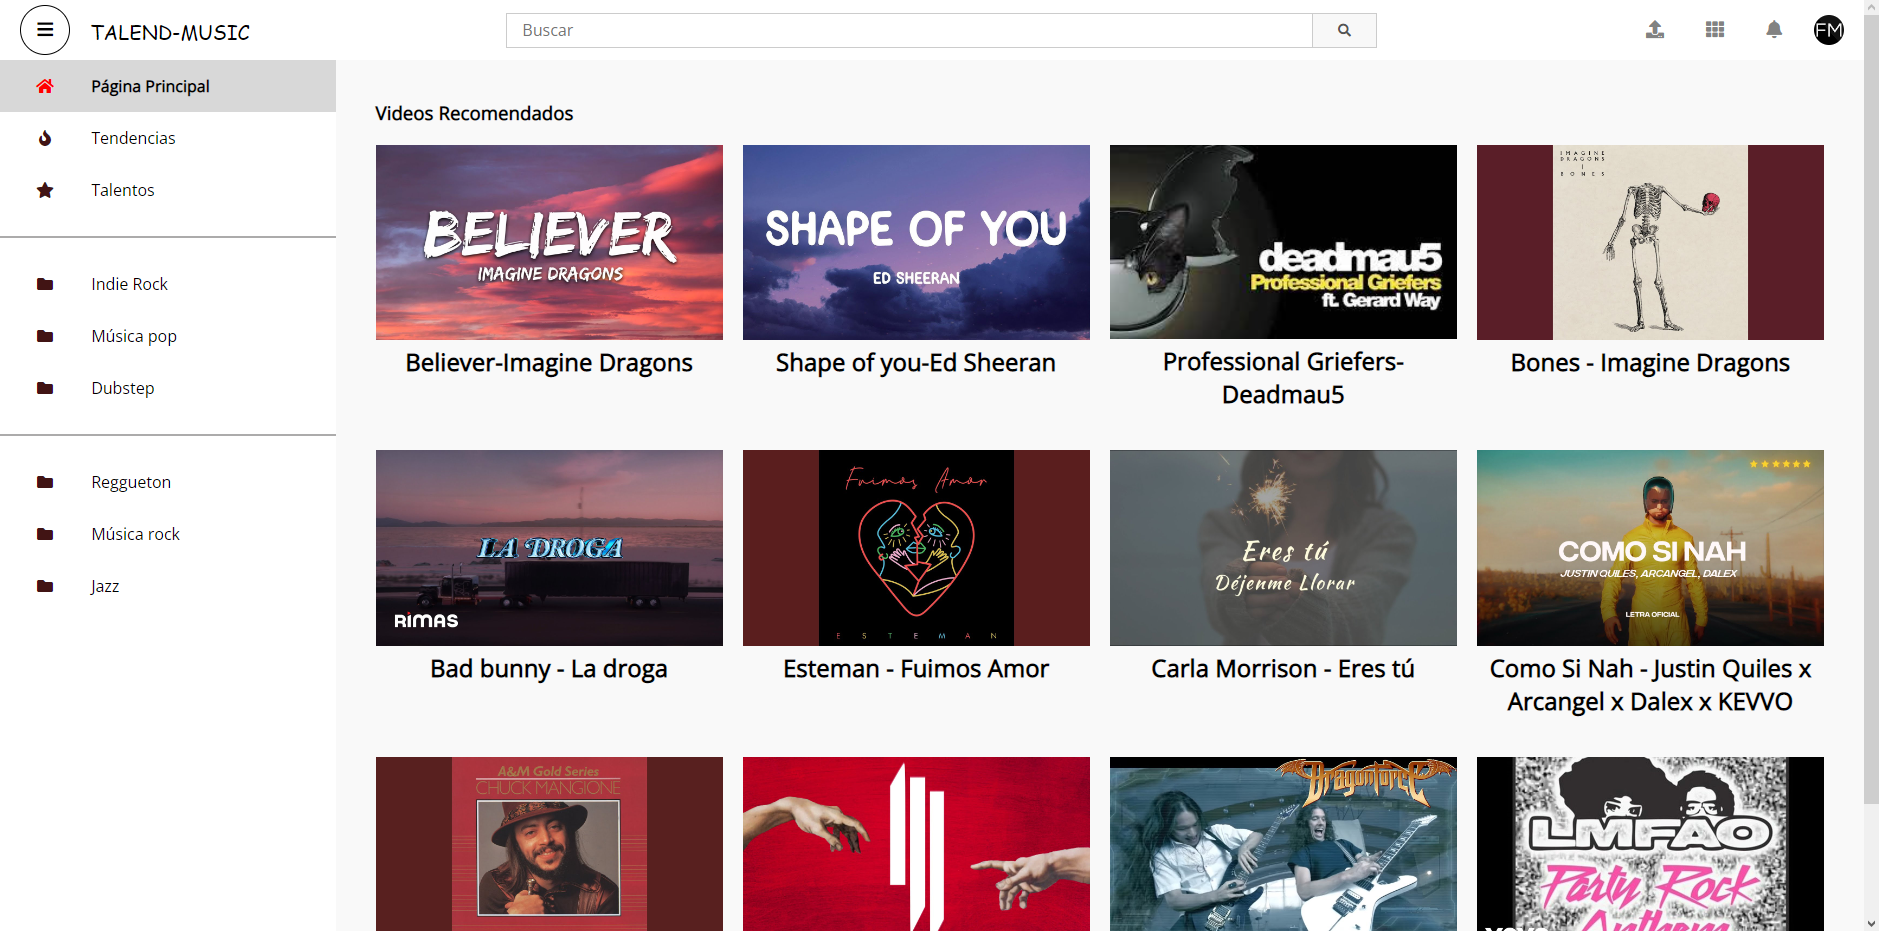 TALEND-MUSIC
Buscar
FM
Página Principal
Tendencias
Talentos
Indie Rock
Música pop
Dubstep
Reggueton
Música rock
Jazz
Videos Recomendados
BELIEVER
IMAGINE DRAGONS
Believer-Imagine Dragons
SHAPE OF YOU
ED SHEERAN
Shape of you-Ed Sheeran
deadmau5
Professional Griefers
ft. Gerard Way
Professional Griefers-
Deadmau5
IMAGINE
DRAGONS
BONES
Bones - Imagine Dragons
LA DROGA
RIMAS
Bad bunny - La droga
Fuimos Amor
ESTEMAN
Esteman - Fuimos Amor
Eres tú
Déjenme Llorar
Carla Morrison - Eres tú
COMO SI NAH
JUSTIN QUILES, ARCANGEL, DALEX
LETRA OFICIAL
Como Si Nah - Justin Quiles x
Arcangel x Dalex x KEVVO
A&M Gold Series
CHUCK MANGIONE
DRAGONFORCE
LMFAO
Party Rock
Anthem
vevo